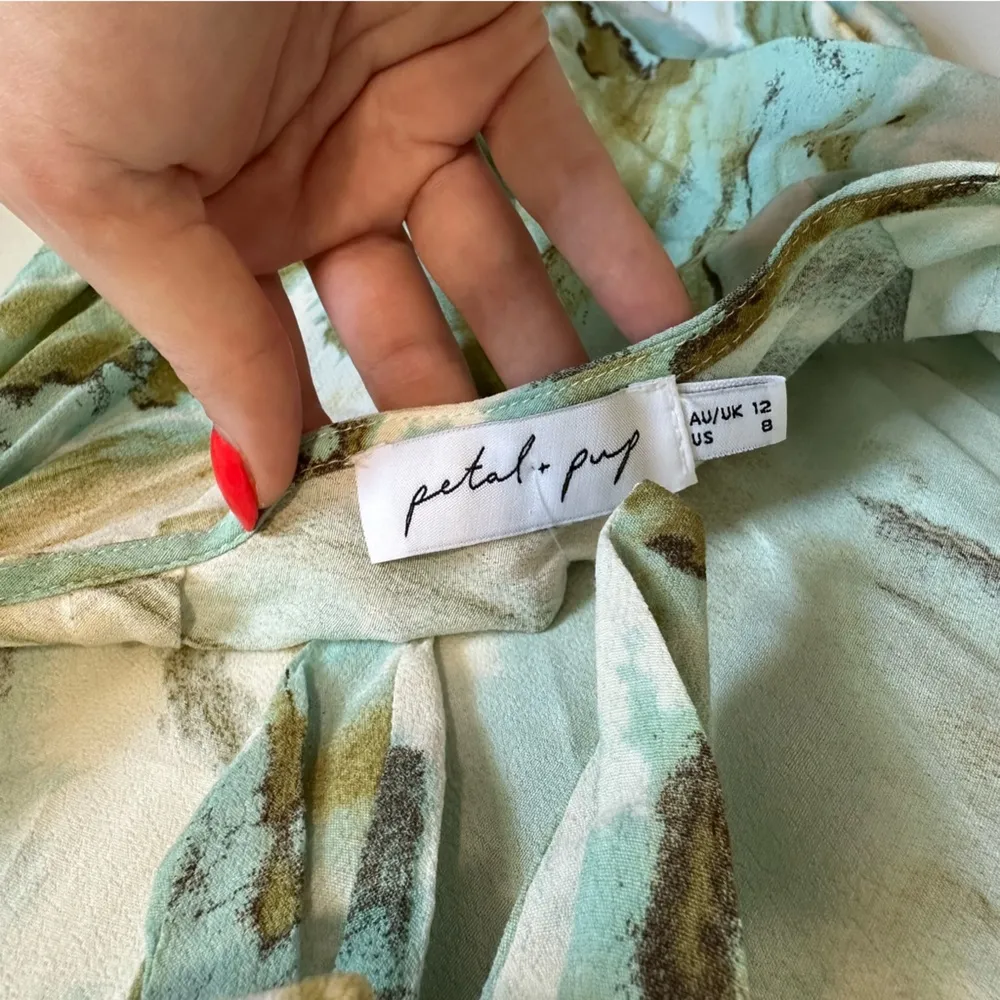 petal + pup
AU/UK 12
US 8